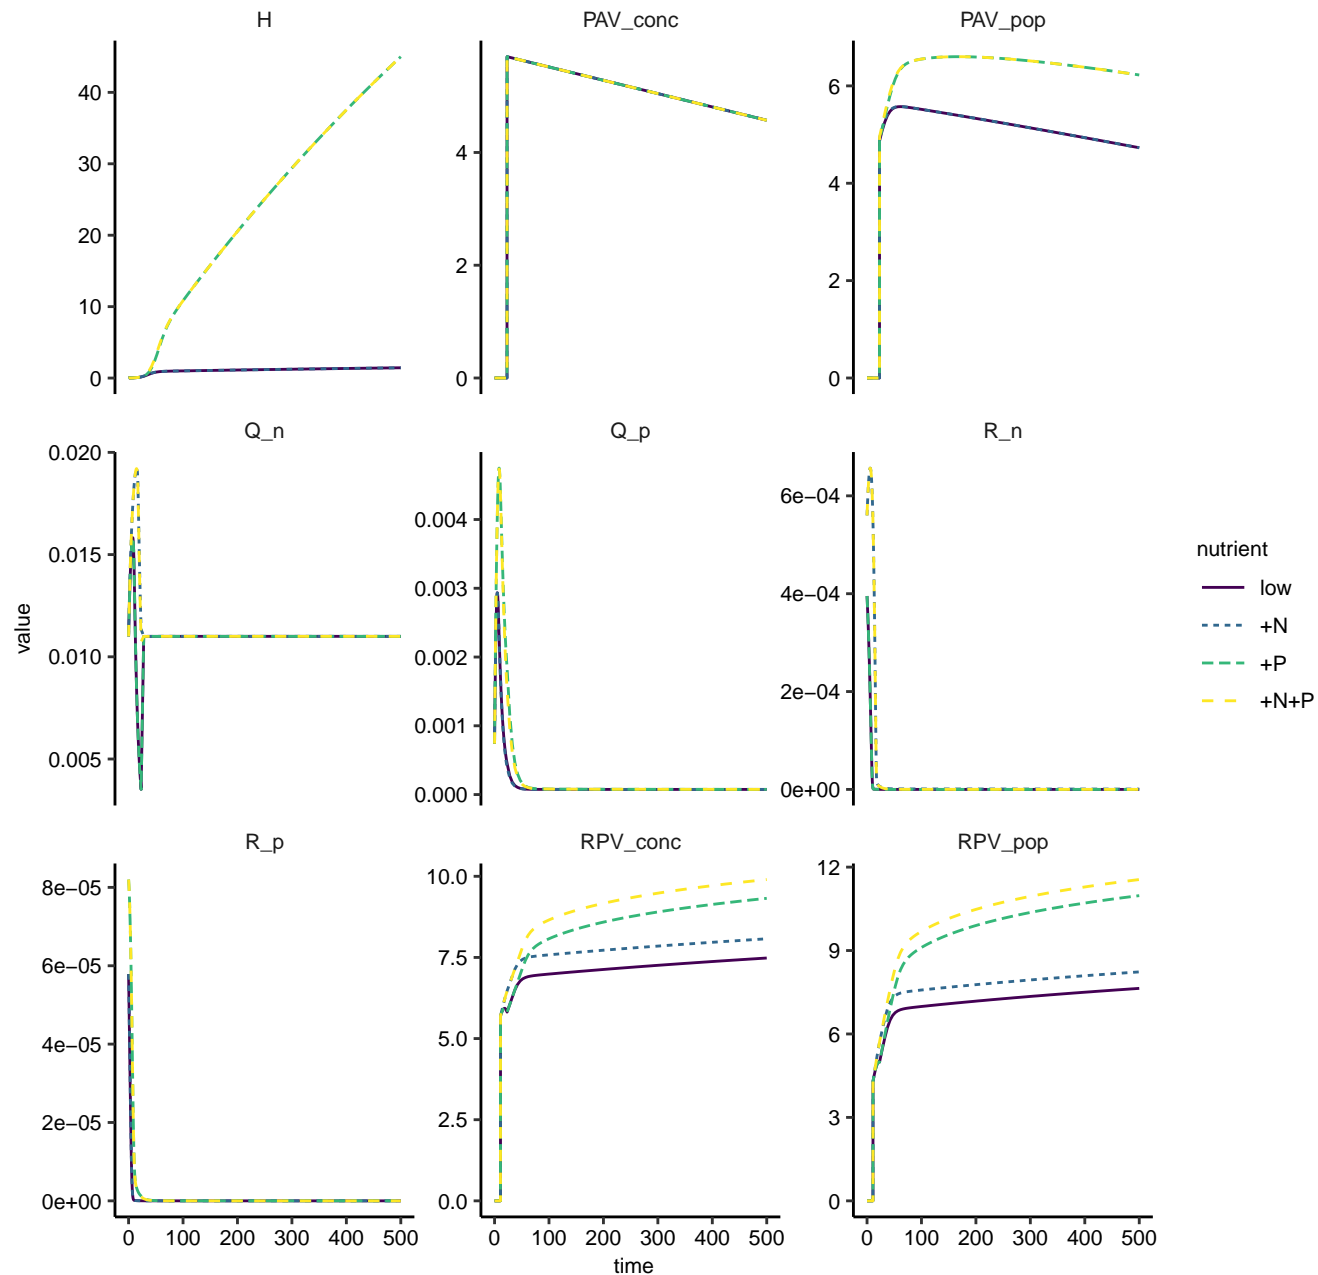 H
PAV_conc
PAV_pop
40
30
20
10
0
4
2
0
6
4
2
0
Q_n
Q_p
R_n
0.020
0.015
0.010
0.005
0.004
0.003
0.002
0.001
0.000
6e−04
4e−04
2e−04
0e+00
R_p
RPV_conc
RPV_pop
8e−05
6e−05
4e−05
2e−05
0e+00
10.0
7.5
5.0
2.5
0.0
12
9
6
3
0
0 100 200 300 400 500
0 100 200 300 400 500
0 100 200 300 400 500
time
value
nutrient
low
+N
+P
+N+P